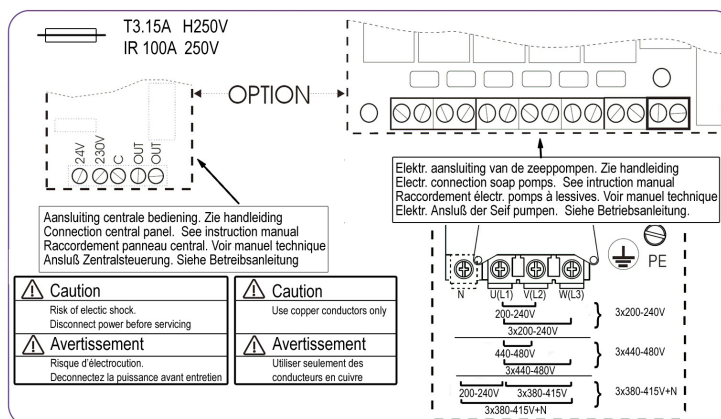 T3.15A H250V
IR 100A 250V
OPTION
24V
230V
C
OUT
OUT
Elektr. aansluiting van de zeeppompen. Zie handleiding
Electr. connection soap pomps. See intruction manual
Raccordement électr. pomps à lessives. Voir manuel technique
Elektr. Ansluß der Seif pumpen. Siehe Betriebsanleitung.
Aansluiting centrale bediening. Zie handleiding
Connection central panel. See instruction manual
Raccordement panneau central. Voir manuel technique
Ansluß Zentralsteuerung. Siehe Betreibsanleitung
PE
N
U(L1)
V(L2)
W(L3)
200-240V
3x200-240V
3x200-240V
440-480V
3x440-480V
3x440-480V
200-240V
3x380-415V
3x380-415V+N
3x380-415V+N
Caution
Risk of electic shock.
Disconnect power before servicing
Avertissement
Risque d'électrocution.
Deconnectez la puissance avant entretien
Caution
Use copper conductors only
Avertissement
Utiliser seulement des
conducteurs en cuivre